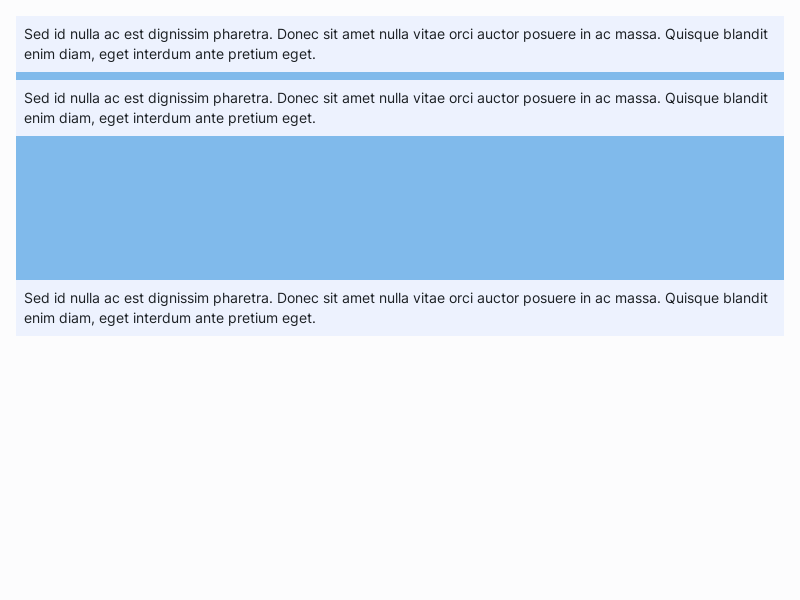 Sed id nulla ac est dignissim pharetra. Donec sit amet nulla vitae orci auctor posuere in ac massa. Quisque blandit
enim diam, eget interdum ante pretium eget.
Sed id nulla ac est dignissim pharetra. Donec sit amet nulla vitae orci auctor posuere in ac massa. Quisque blandit
enim diam, eget interdum ante pretium eget.
Sed id nulla ac est dignissim pharetra. Donec sit amet nulla vitae orci auctor posuere in ac massa. Quisque blandit
enim diam, eget interdum ante pretium eget.